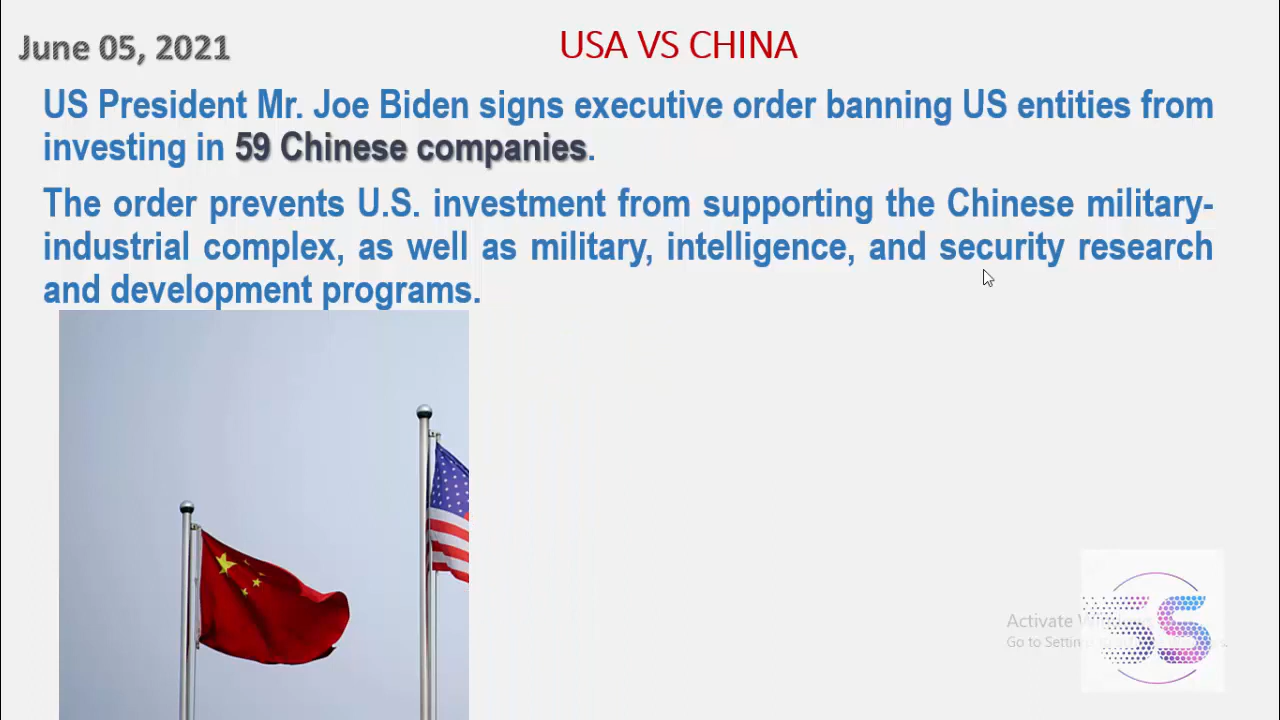 June 05, 2021
USA VS CHINA
US President Mr. Joe Biden signs executive order banning US entities from
investing in 59 Chinese companies.
The order prevents U.S. investment from supporting the Chinese military-
industrial complex, as well as military, intelligence, and security research
and development programs.
Activate
Go to
SS